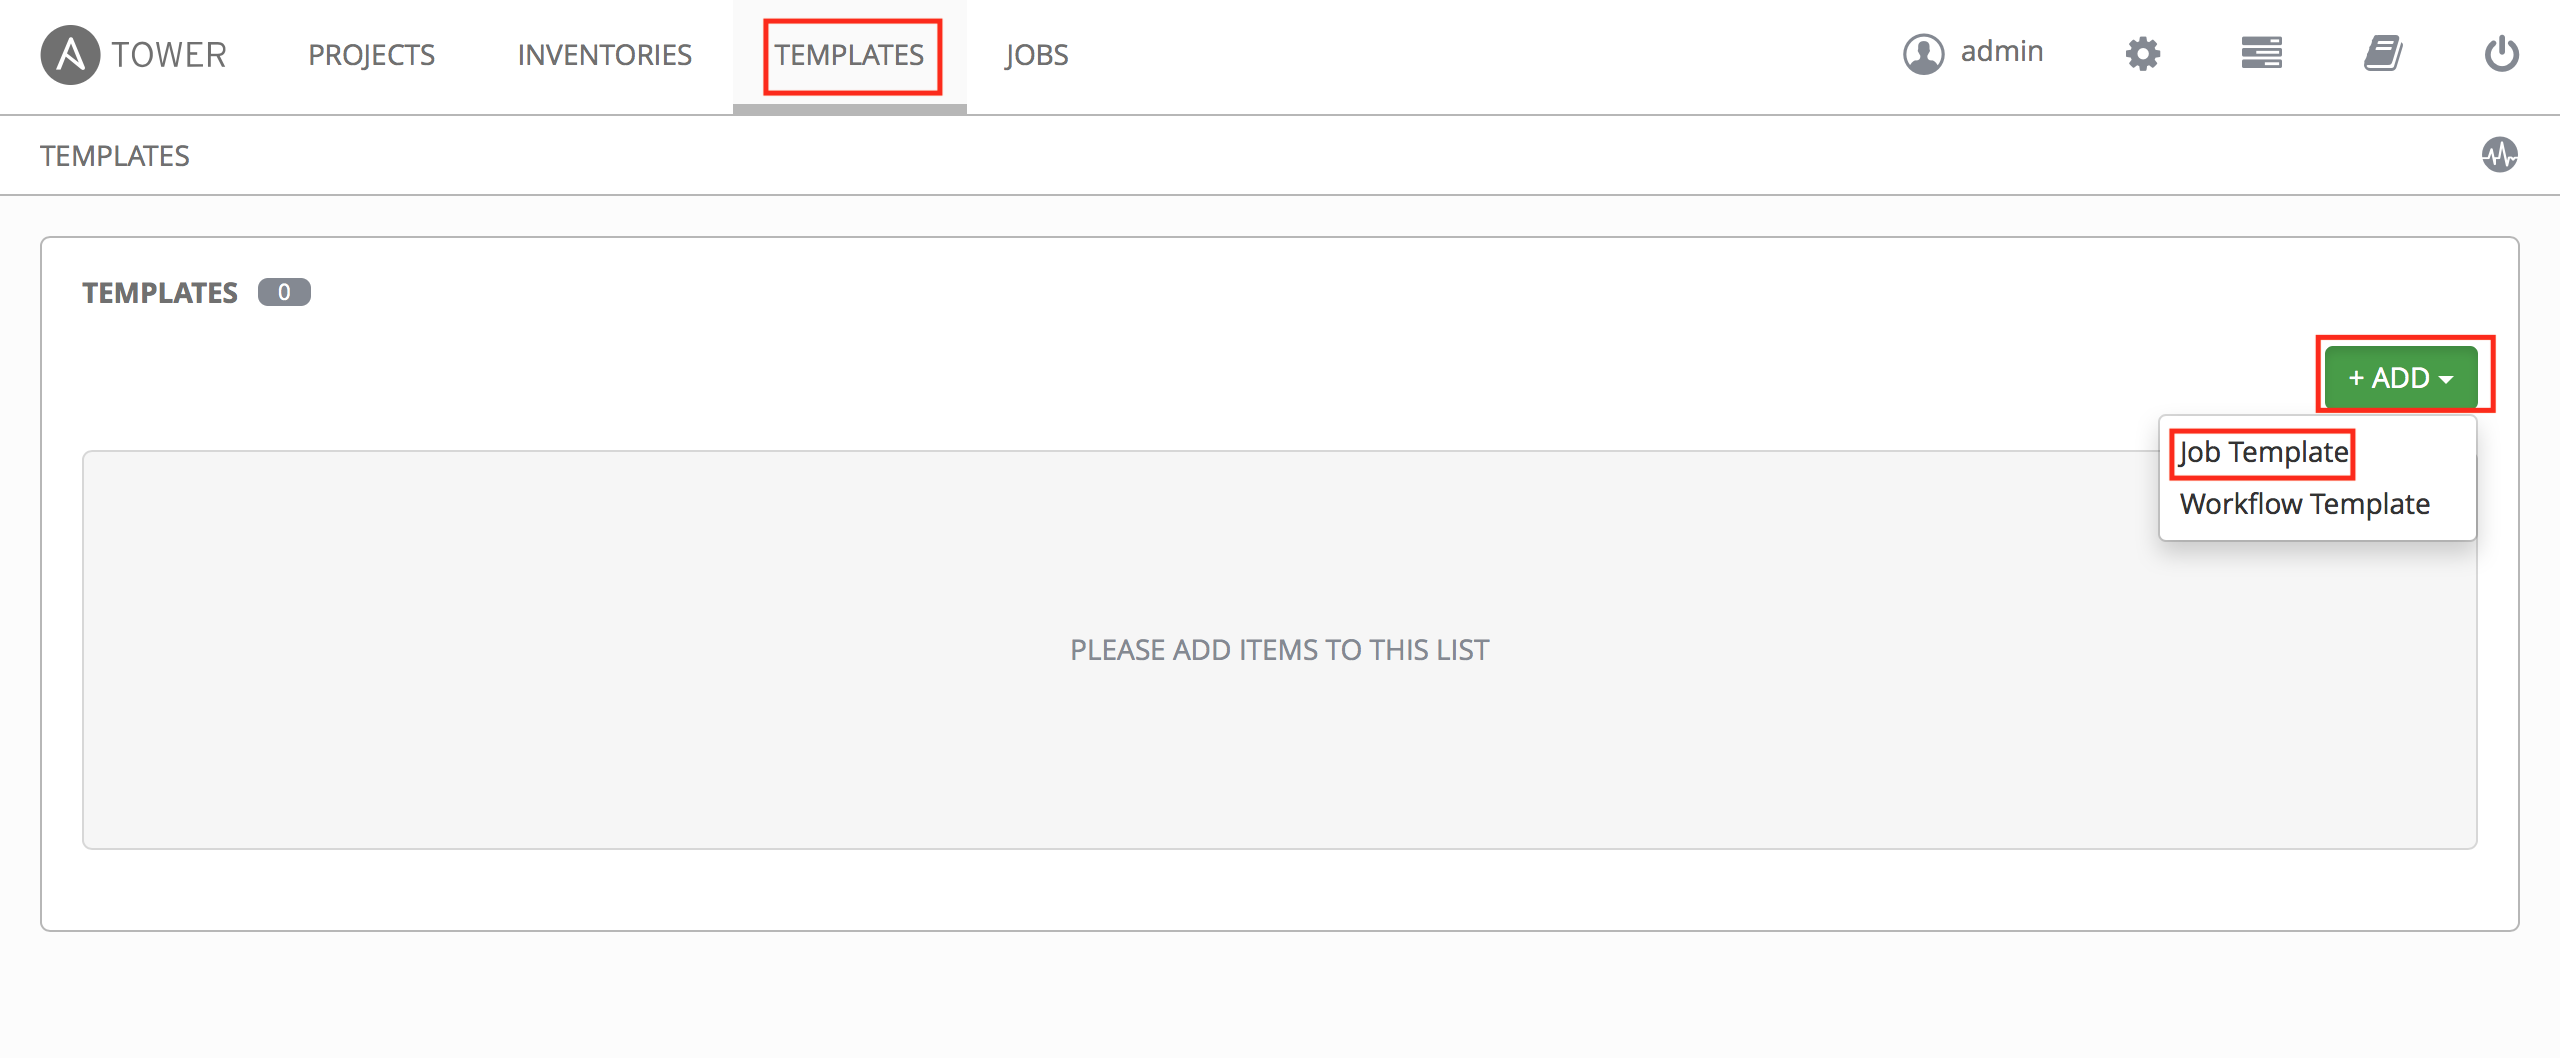 TOWER PROJECTS INVENTORIES TEMPLATES JOBS admin
TEMPLATES
TEMPLATES 0
+ ADD
Job Template
Workflow Template
PLEASE ADD ITEMS TO THIS LIST